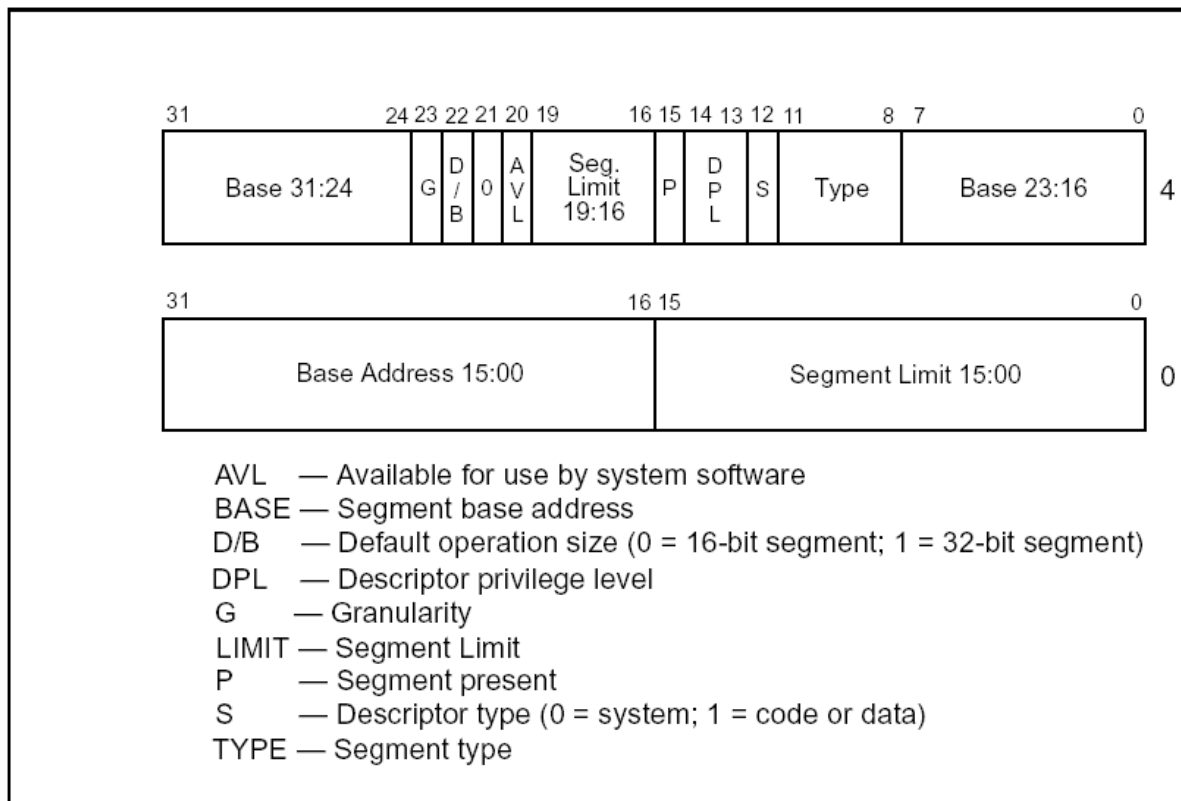 31 24 23 22 21 20 19 16 15 14 13 12 11 8 7 0
Base 31:24 G D/B 0 AVL Seg. Limit 19:16 P DPL S Type Base 23:16 4
31 16 15 0
Base Address 15:00 Segment Limit 15:00 0
AVL — Available for use by system software
BASE — Segment base address
D/B — Default operation size (0 = 16-bit segment; 1 = 32-bit segment)
DPL — Descriptor privilege level
G — Granularity
LIMIT — Segment Limit
P — Segment present
S — Descriptor type (0 = system; 1 = code or data)
TYPE — Segment type